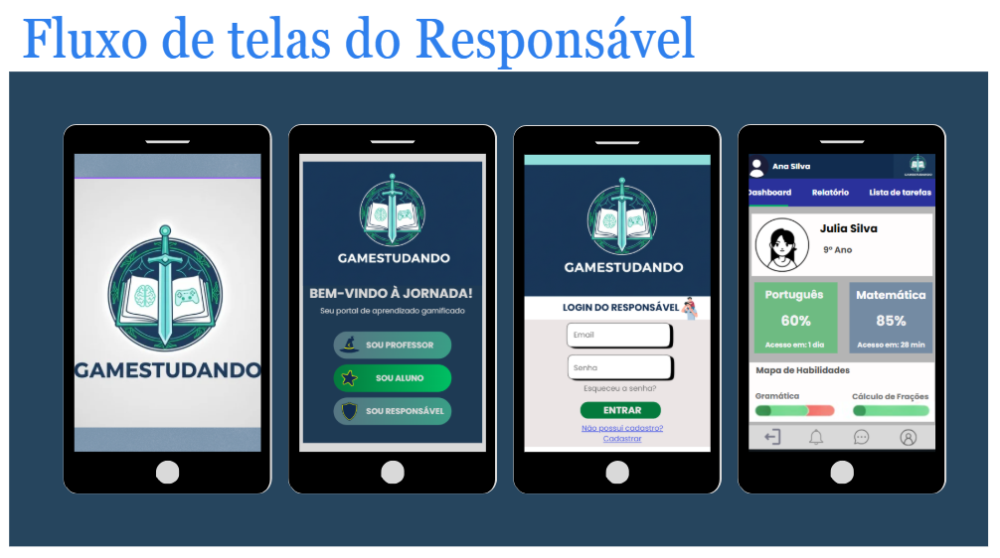 Fluxo de telas do Responsável
GAMESTUDANDO
GAMESTUDANDO
BEM-VINDO À JORNADA!
Seu portal de aprendizado gamificado
SOU PROFESSOR
SOU ALUNO
SOU RESPONSÁVEL
GAMESTUDANDO
LOGIN DO RESPONSÁVEL
Email
Senha
Esqueceu a senha?
ENTRAR
Não possui cadastro?
Cadastrar
Ana Silva
GAMESTUDANDO
Dashboard Relatório Lista de tarefas
Julia Silva
9º Ano
Português Matemática
60% 85%
Acesso em: 1 dia Acesso em: 28 min
Mapa de Habilidades
Gramática Cálculo de Frações